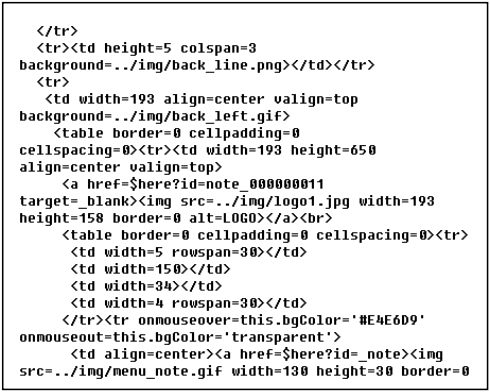 </tr>
<tr><td height=5 colspan=3
background=../img/back_line.png></td></tr>
<tr>
<td width=193 align=center valign=top
background=../img/back_left.gif>
<table border=0 cellpadding=0
cellspacing=0><tr><td width=193 height=650
align=center valign=top>
<a href=$here?id=note_000000011
target=_blank><img src=../img/logo1.jpg width=193
height=158 border=0 alt=LOGO></a><br>
<table border=0 cellpadding=0 cellspacing=0><tr>
<td width=5 rowspan=30></td>
<td width=150></td>
<td width=34></td>
<td width=4 rowspan=30></td>
</tr><tr onmouseover=this.bgColor='#E4E6D9'
onmouseout=this.bgColor='transparent'>
<td align=center><a href=$here?id=_note><img
src=../img/menu_note.gif width=130 height=30 border=0